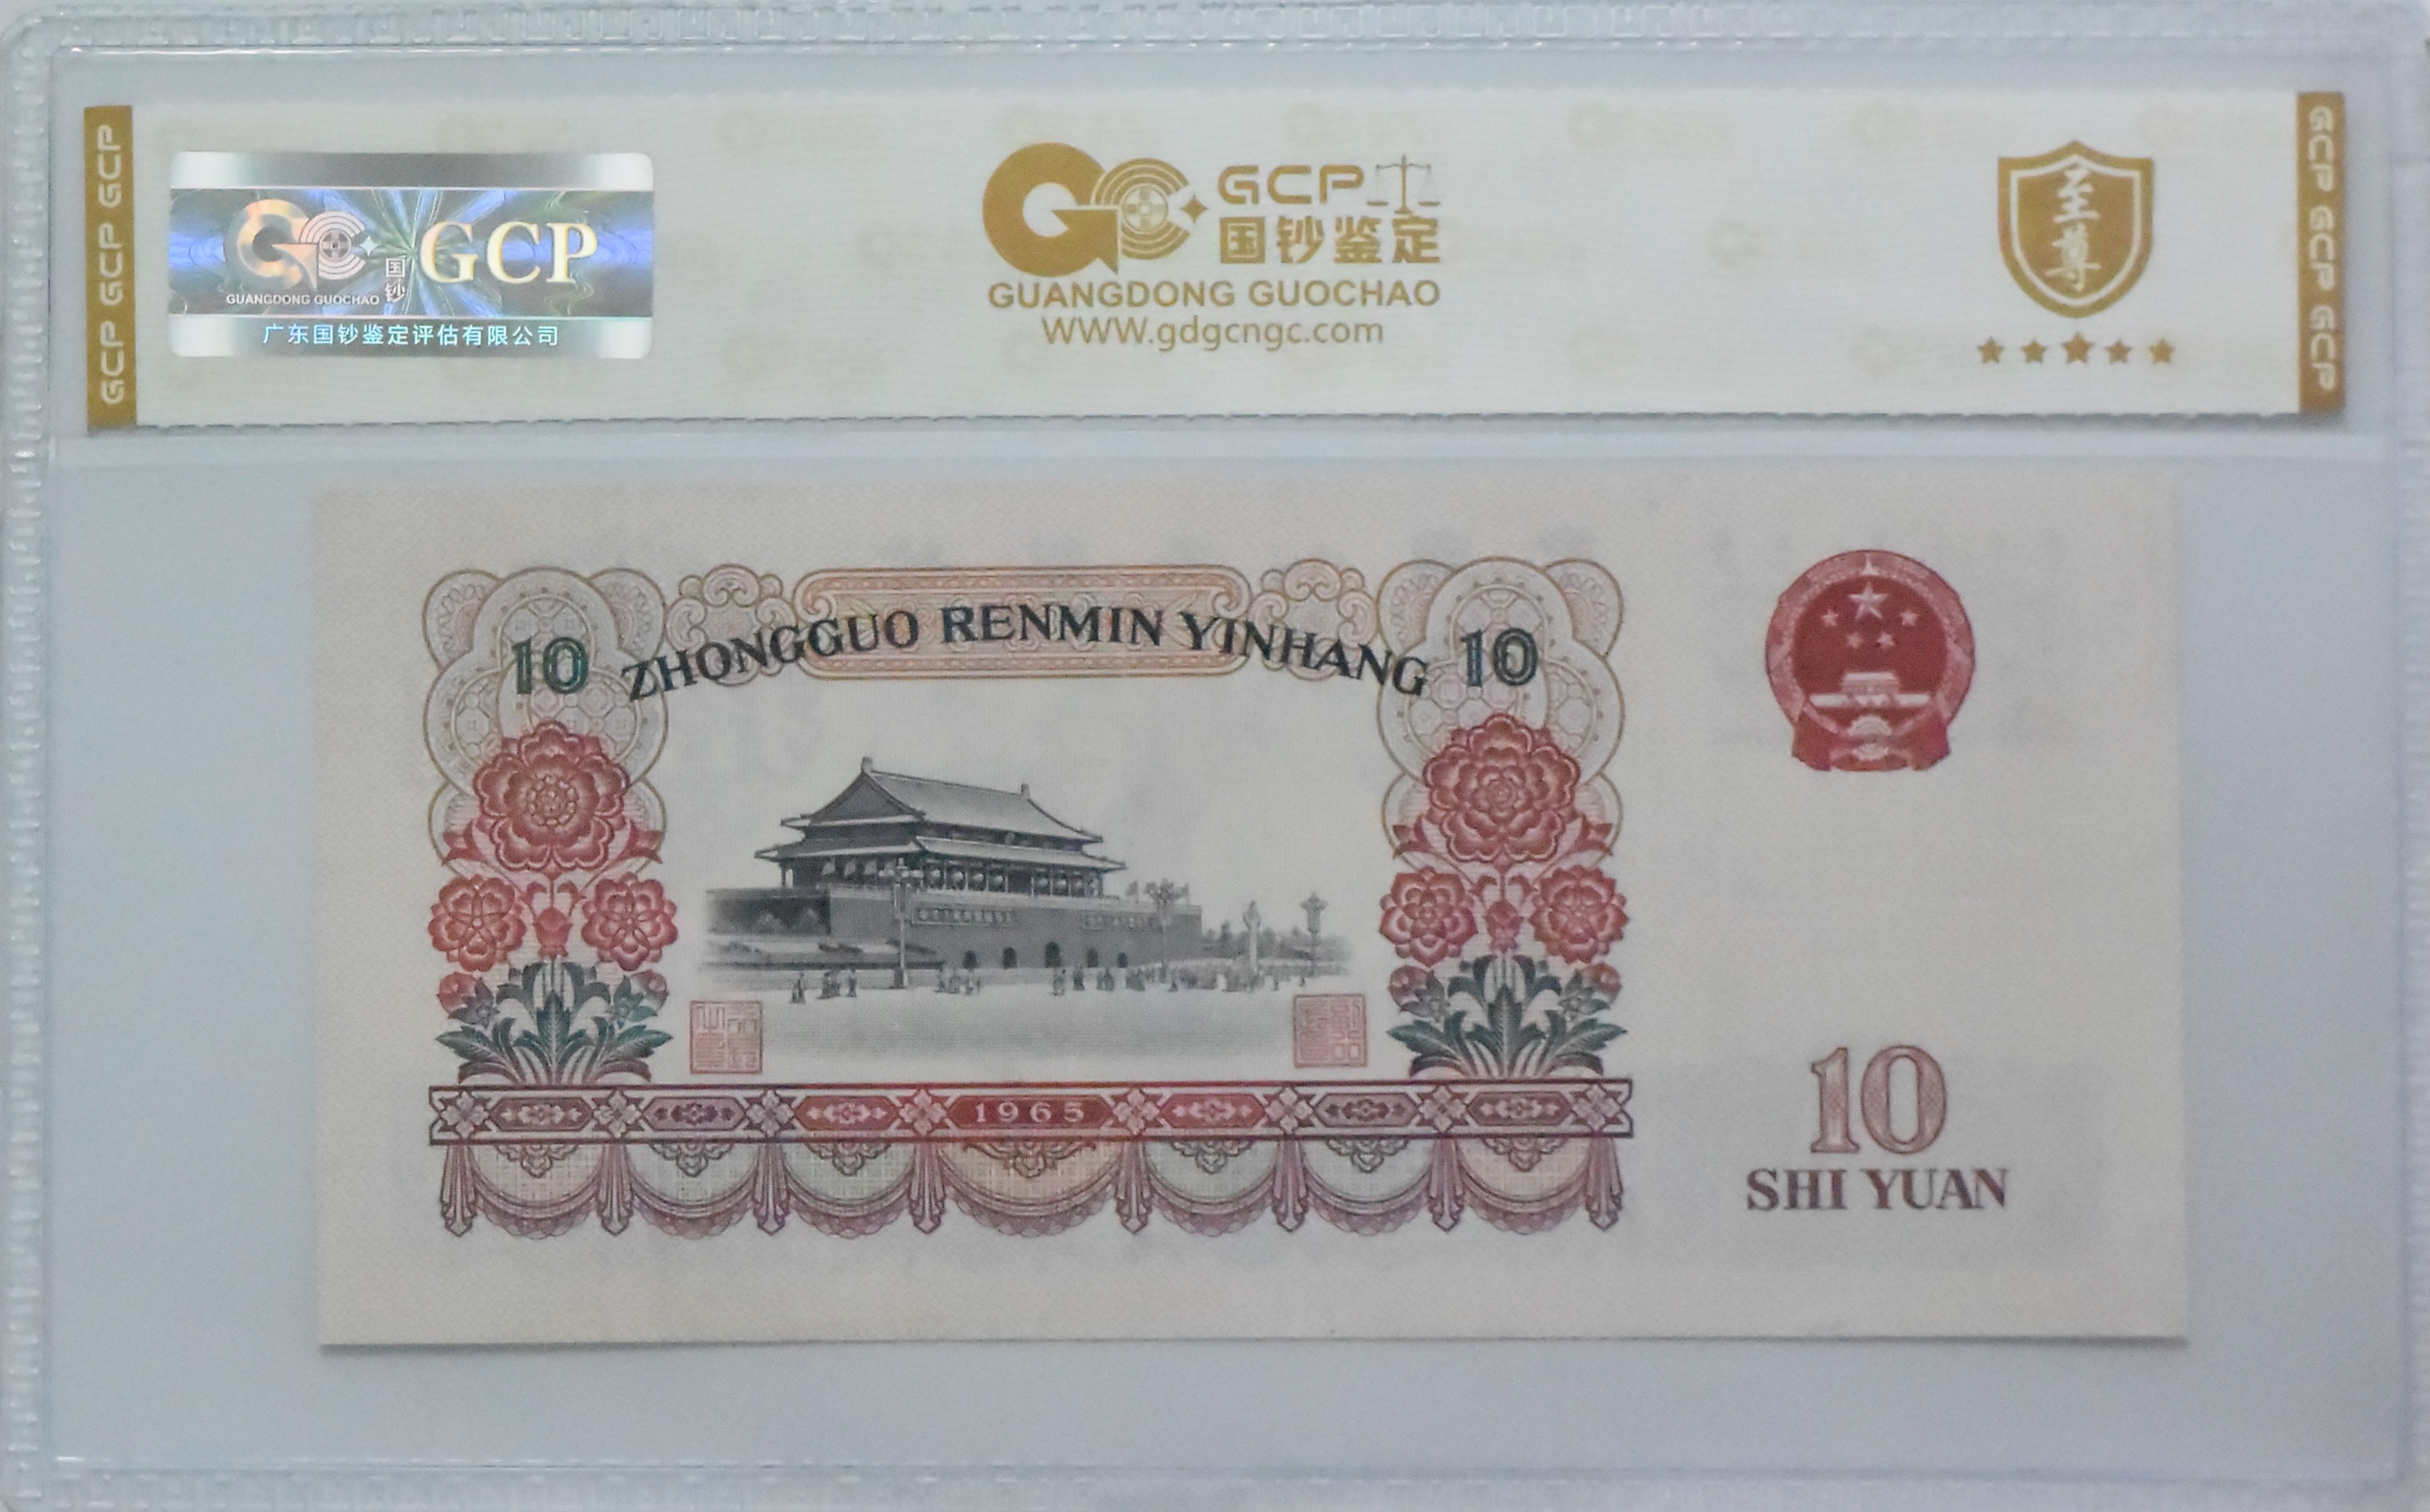 GCP GCP GCP
GCP
国钞
GUANGDONG GUOCHAO
广东国钞鉴定评估有限公司
GCP
国钞鉴定
GUANGDONG GUOCHAO
WWW.gdgcngc.com
至尊
GCP GCP GCP
10 ZHONGGUO RENMIN YINHANG 10
1965
10
SHI YUAN